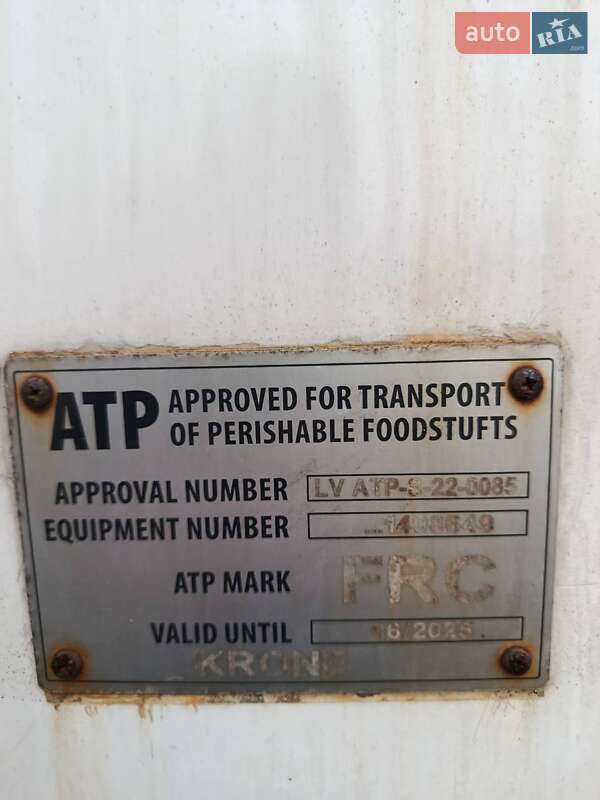 auto RIA.com
ATP APPROVED FOR TRANSPORT
OF PERISHABLE FOODSTUFTS
APPROVAL NUMBER LV ATP-S-22-0085
EQUIPMENT NUMBER
ATP MARK FRC
VALID UNTIL
KRONE